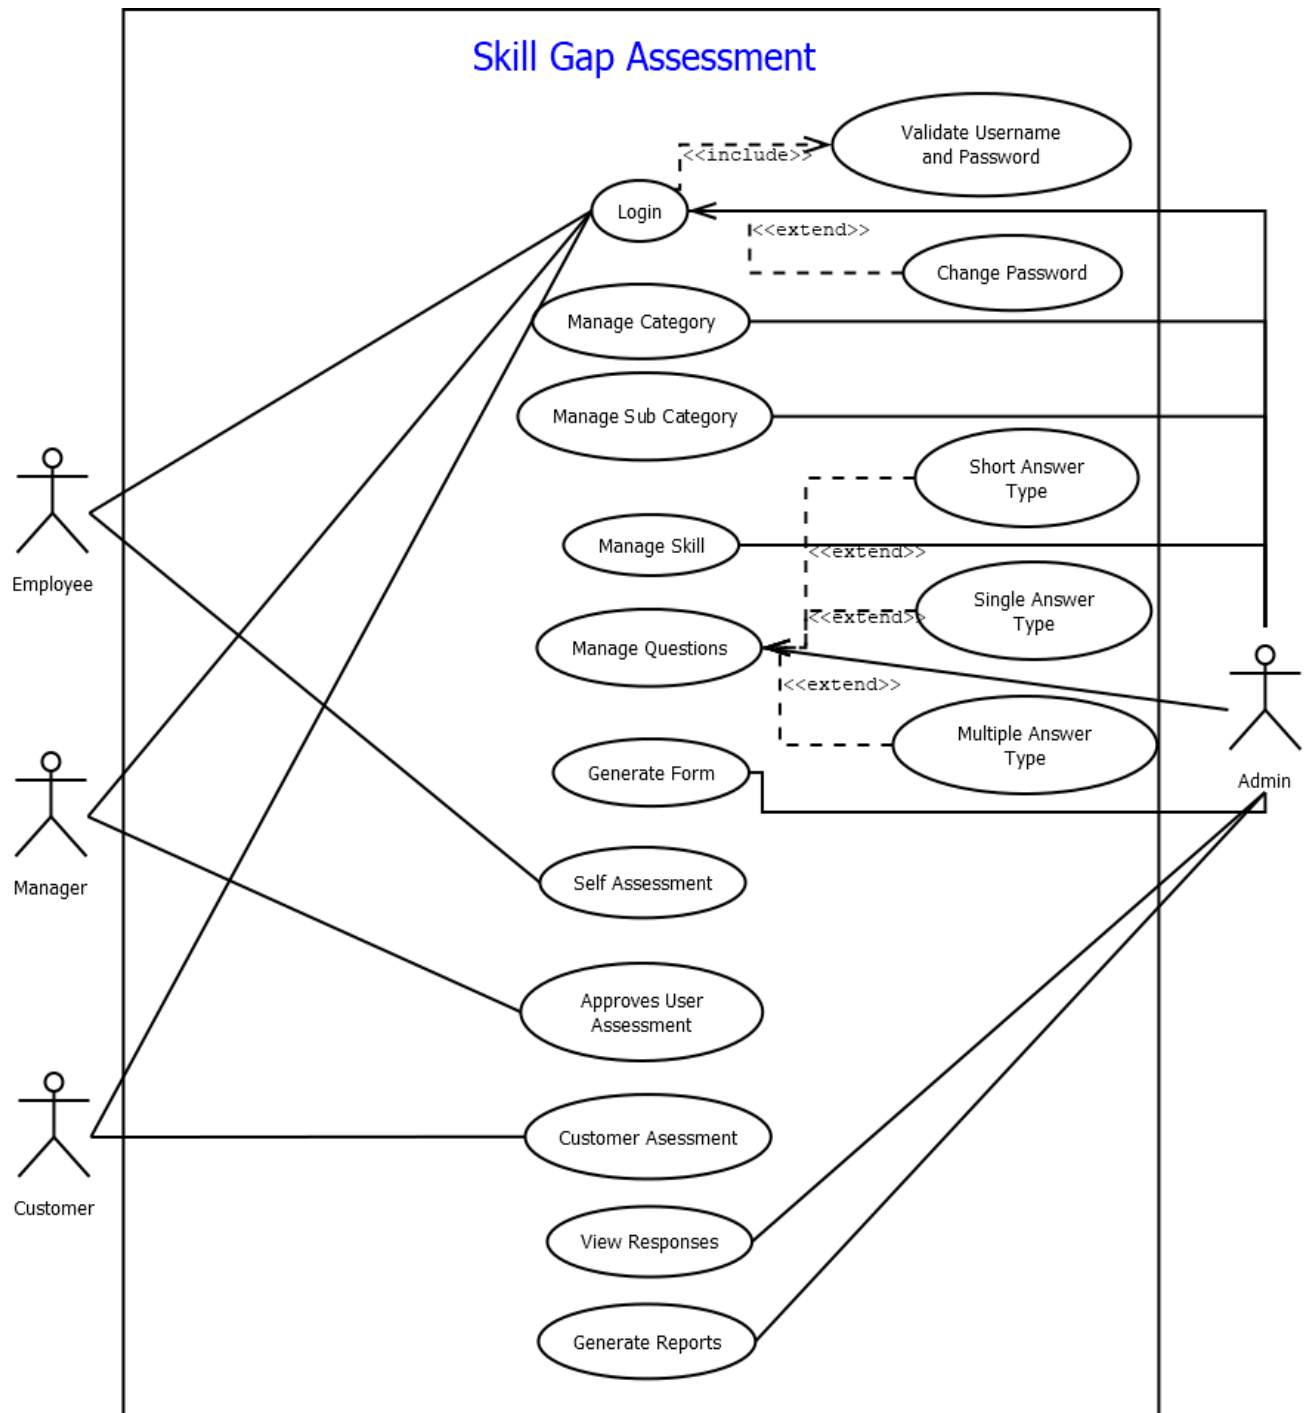 Skill Gap Assessment
Validate Username
and Password
<<include>>
Login
<<extend>>
Change Password
Manage Category
Manage Sub Category
Short Answer
Type
Manage Skill
<<extend>>
Employee
Single Answer
Type
<<extend>>
Manage Questions
<<extend>>
Multiple Answer
Type
Generate Form
Admin
Self Assessment
Manager
Approves User
Assessment
Customer Asessment
Customer
View Responses
Generate Reports